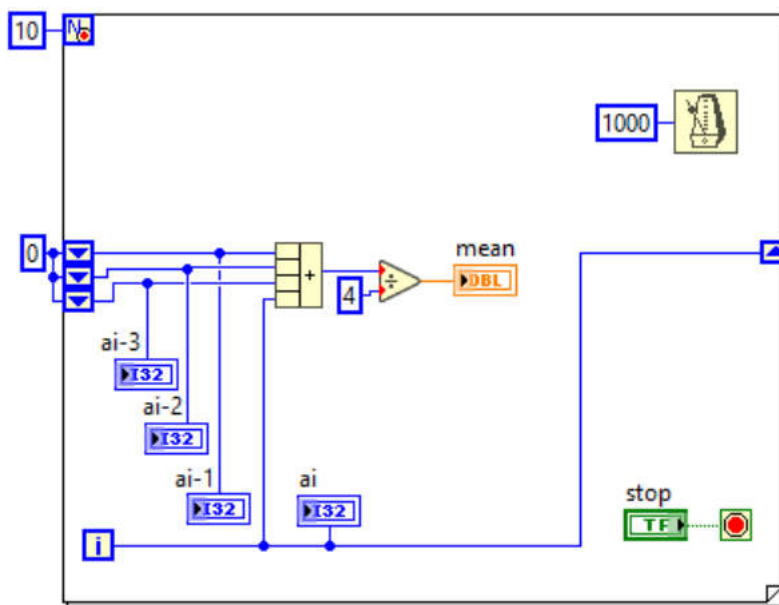 10
N
1000
0
+
÷
4
mean
DBL
ai-3
I32
ai-2
I32
ai-1
I32
ai
I32
stop
TF
i